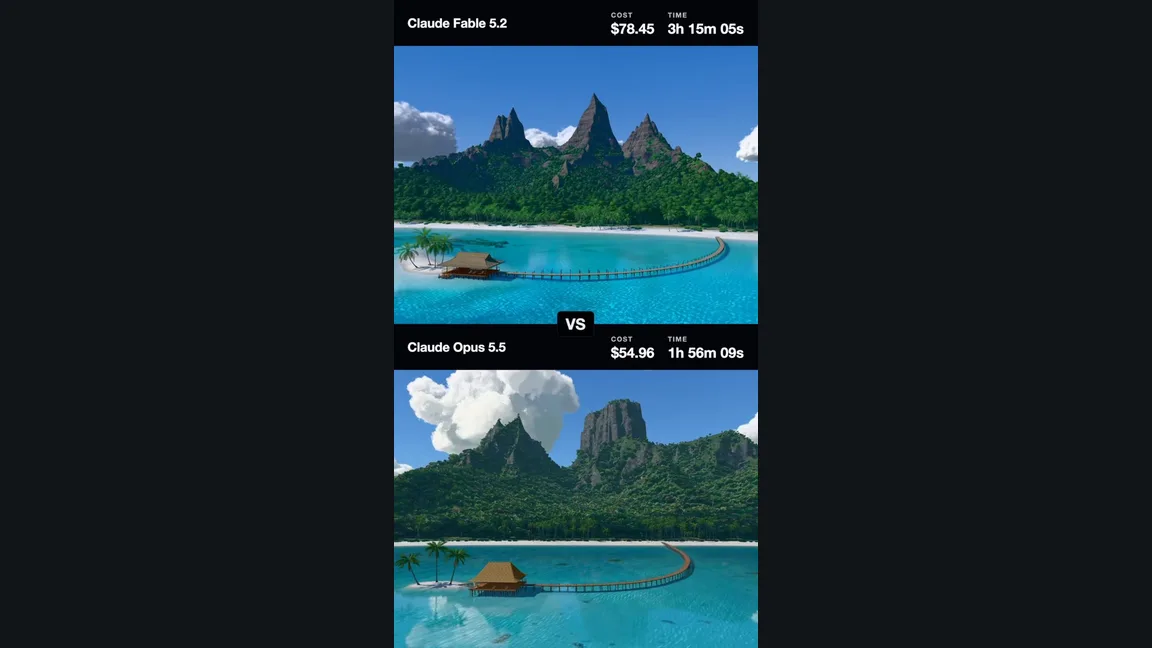 Claude Fable 5.2
COST
TIME
$78.45
3h 15m 05s
VS
Claude Opus 5.5
COST
TIME
$54.96
1h 56m 09s